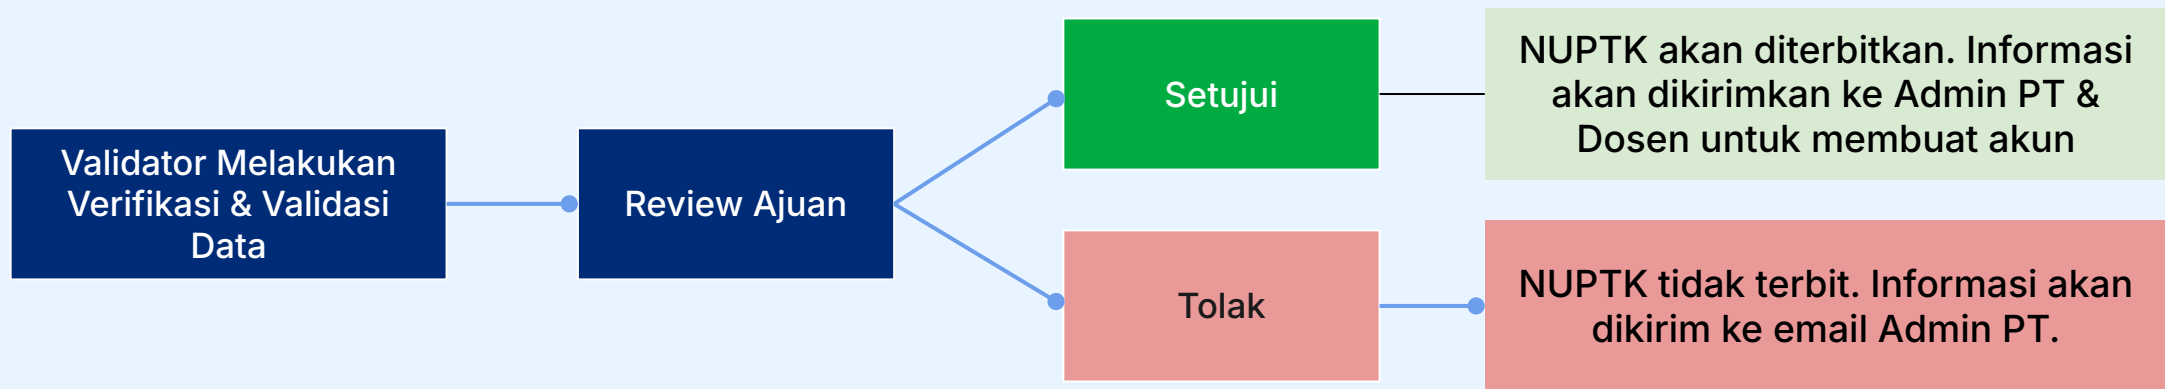 Validator Melakukan
Verifikasi & Validasi
Data
Review Ajuan
Setujui
NUPTK akan diterbitkan. Informasi
akan dikirimkan ke Admin PT &
Dosen untuk membuat akun
Tolak
NUPTK tidak terbit. Informasi akan
dikirim ke email Admin PT.